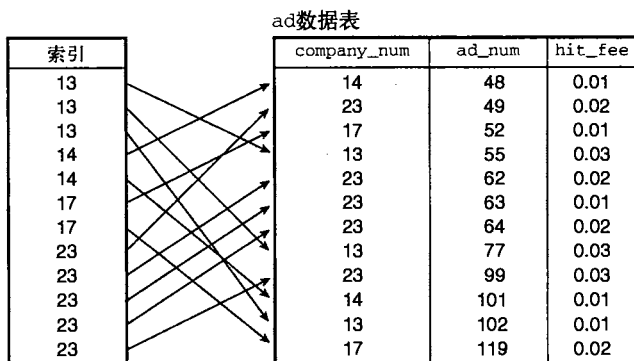 ad数据表
索引 company_num ad_num hit_fee
13 14 48 0.01
13 23 49 0.02
13 17 52 0.01
14 13 55 0.03
14 23 62 0.02
17 23 63 0.01
17 23 64 0.02
23 13 77 0.03
23 23 99 0.03
23 14 101 0.01
23 13 102 0.01
23 17 119 0.02